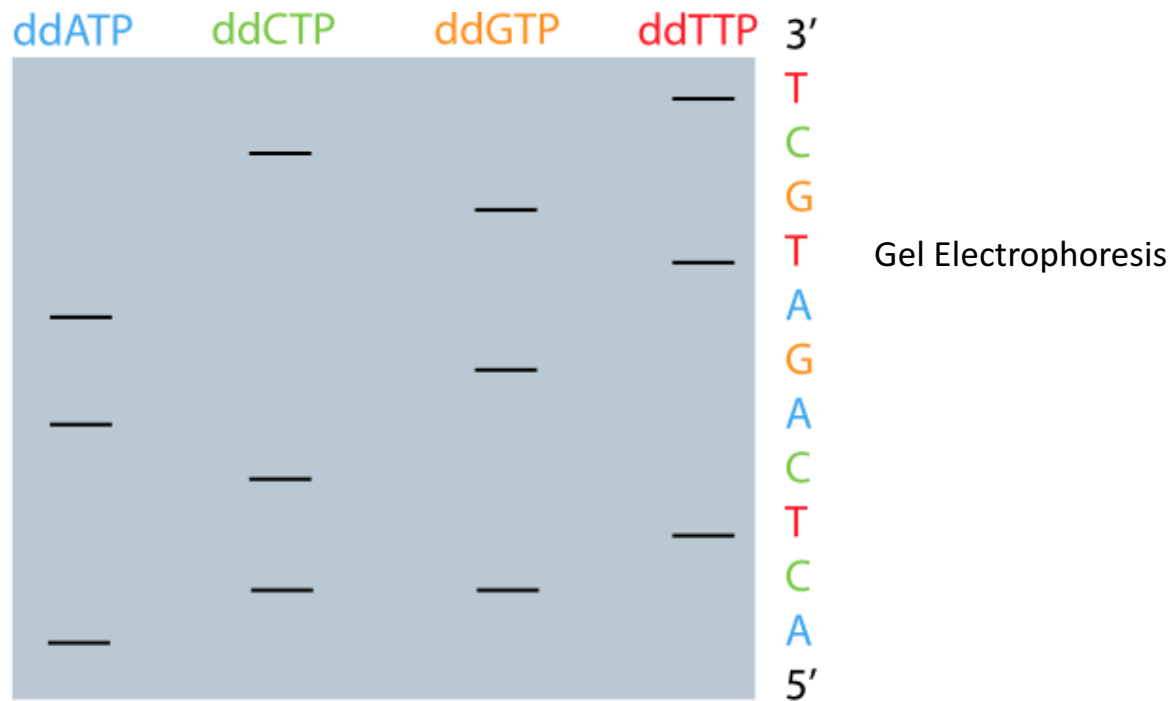 ddATP ddCTP ddGTP ddTTP 3’
T
C
G
T Gel Electrophoresis
A
G
A
C
T
C
A
5’